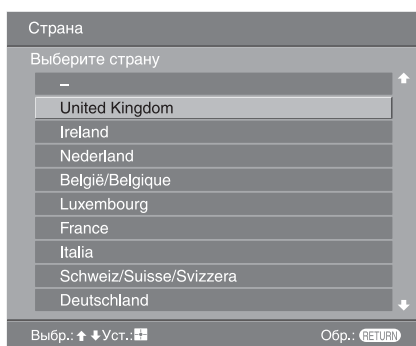 Страна
Выберите страну
–
United Kingdom
Ireland
Nederland
België/Belgique
Luxembourg
France
Italia
Schweiz/Suisse/Svizzera
Deutschland
Выбр.: Уст.: Обр.: RETURN